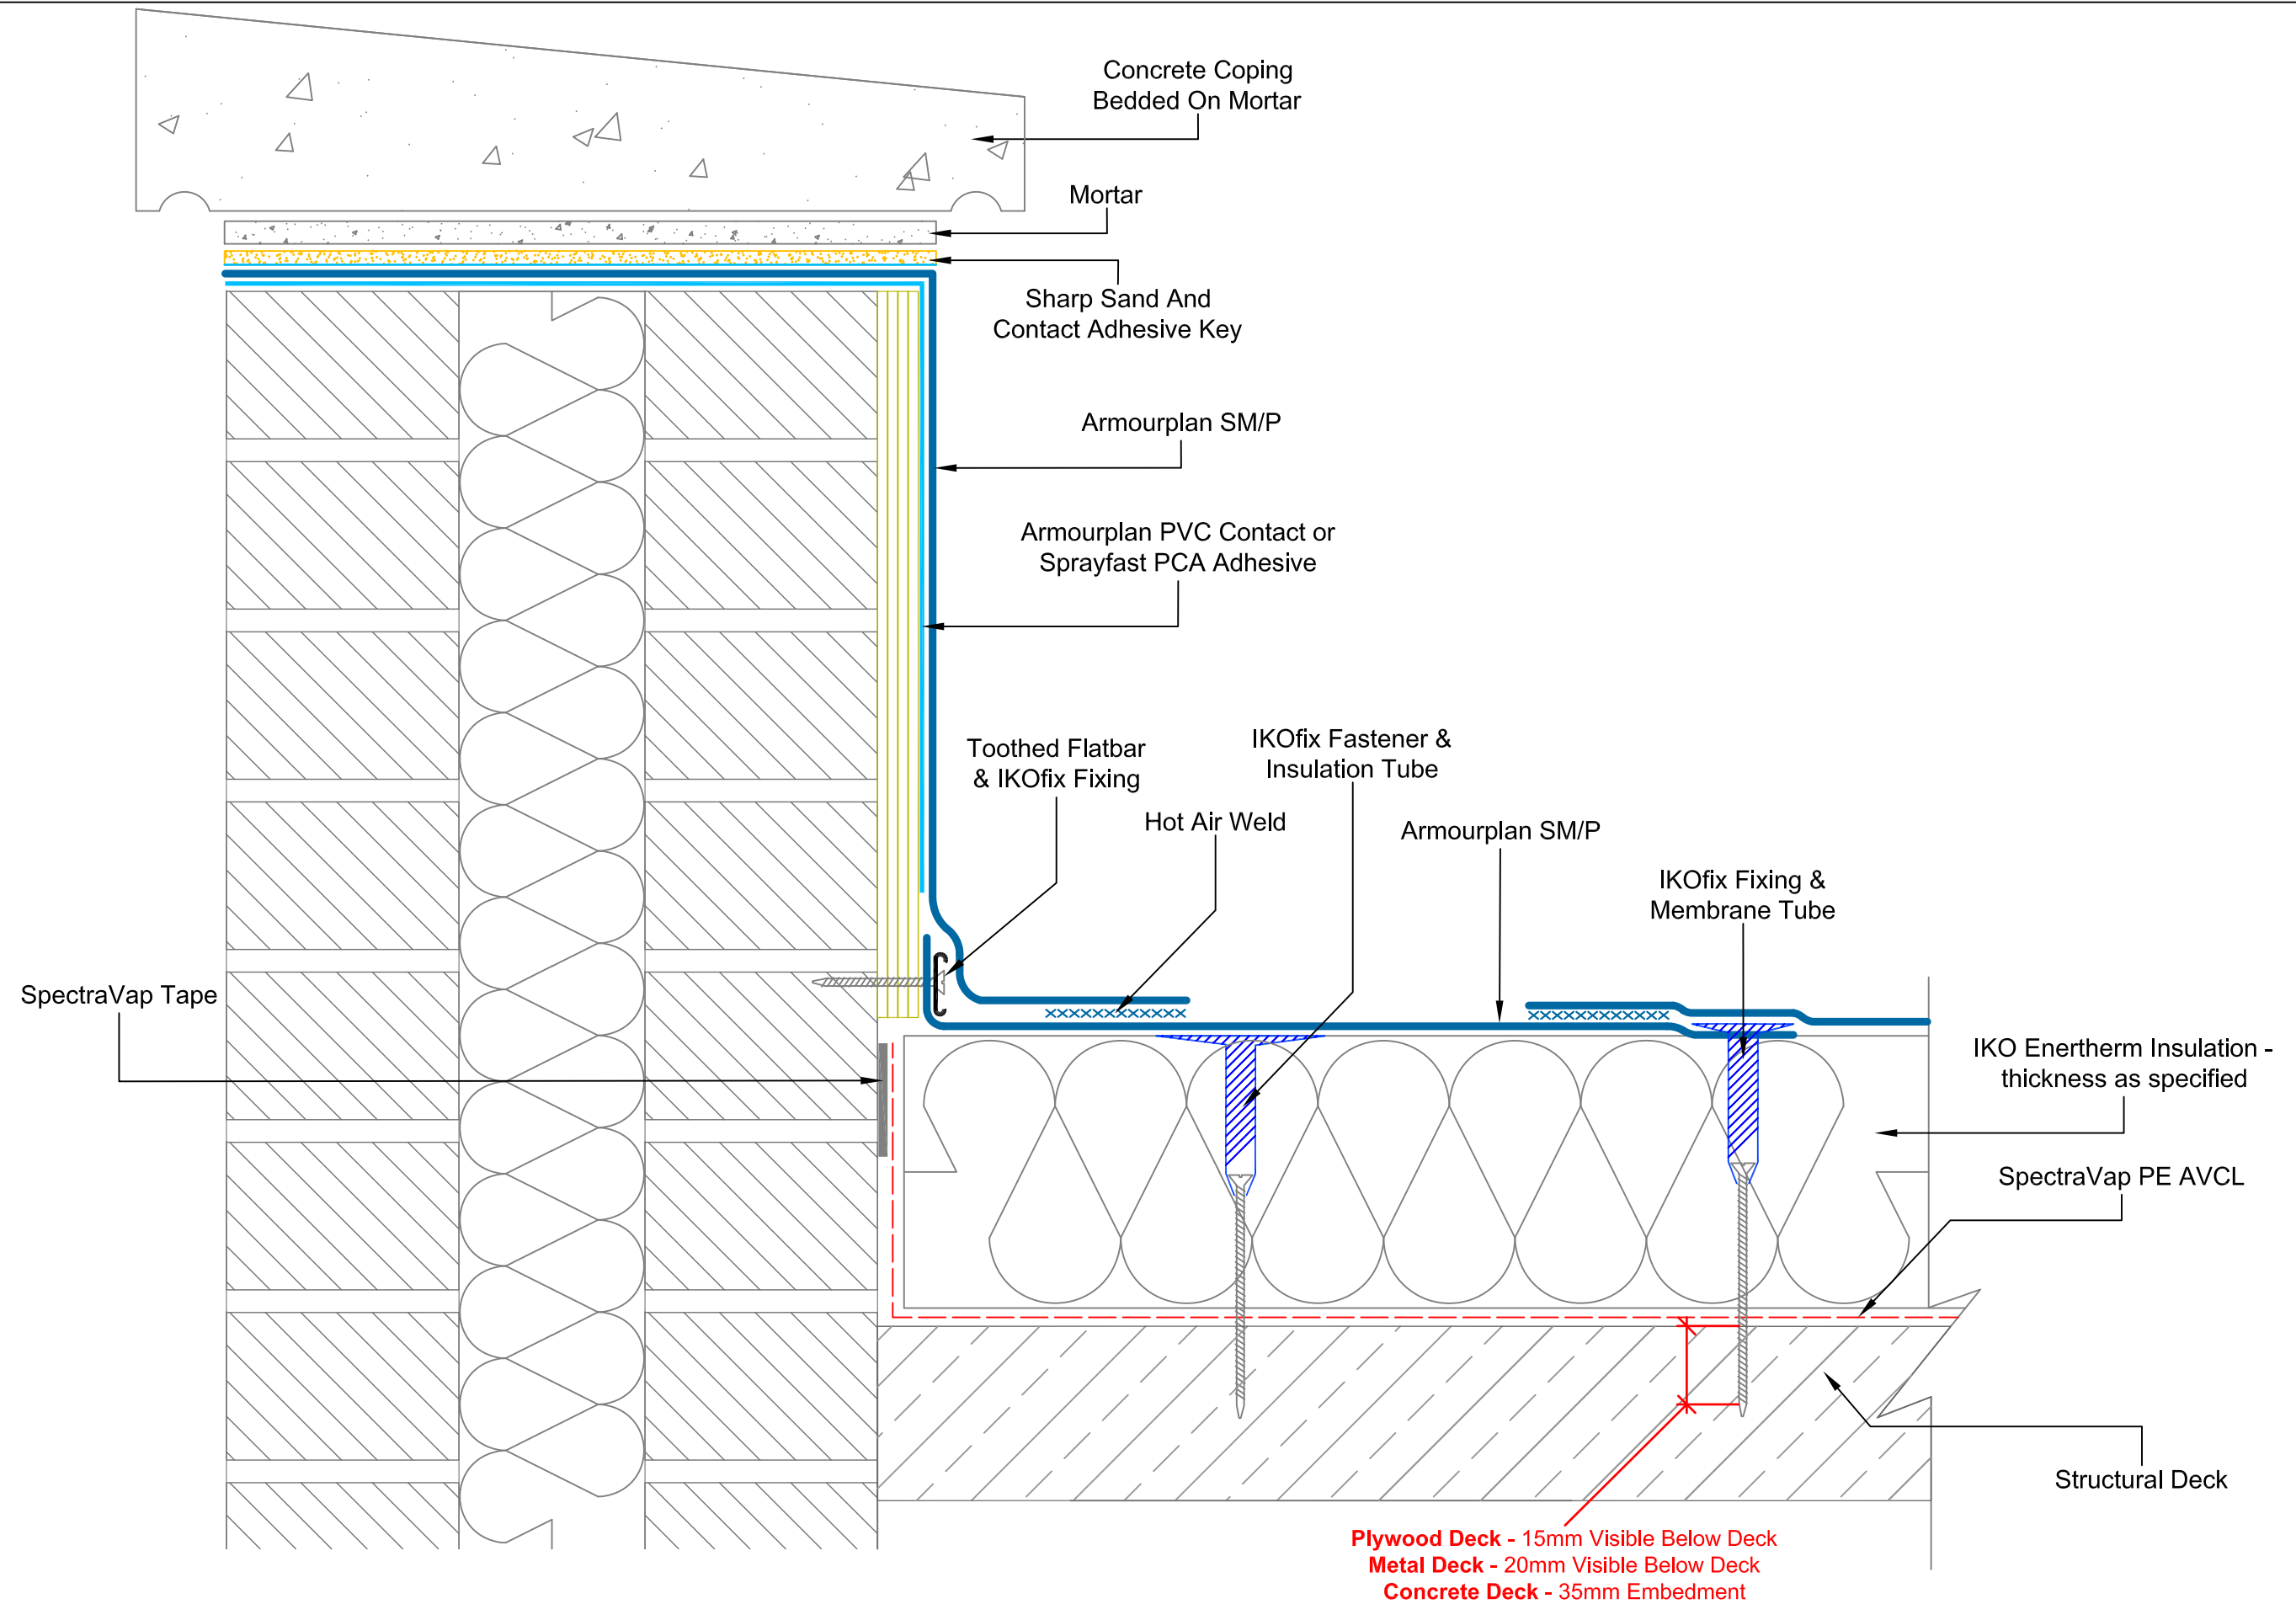 Concrete Coping
Bedded On Mortar
Mortar
Sharp Sand And
Contact Adhesive Key
Armourplan SM/P
Armourplan PVC Contact or
Sprayfast PCA Adhesive
Toothed Flatbar
& IKOfix Fixing
IKOfix Fastener &
Insulation Tube
Hot Air Weld
Armourplan SM/P
IKOfix Fixing &
Membrane Tube
SpectraVap Tape
IKO Enertherm Insulation -
thickness as specified
SpectraVap PE AVCL
Structural Deck
Plywood Deck - 15mm Visible Below Deck
Metal Deck - 20mm Visible Below Deck
Concrete Deck - 35mm Embedment